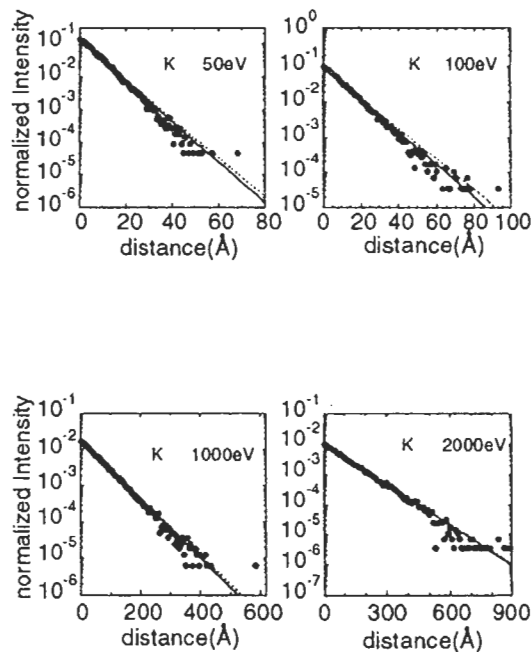 10⁻¹
10⁻²
10⁻³
10⁻⁴
10⁻⁵
10⁻⁶
normalized Intensity
K 50eV
0 20 40 60 80
distance(Å)
10⁰
10⁻¹
10⁻²
10⁻³
10⁻⁴
10⁻⁵
K 100eV
0 20 40 60 80 100
distance(Å)
10⁻¹
10⁻²
10⁻³
10⁻⁴
10⁻⁵
10⁻⁶
normalized Intensity
K 1000eV
0 200 400 600
distance(Å)
10⁻¹
10⁻²
10⁻³
10⁻⁴
10⁻⁵
10⁻⁶
10⁻⁷
K 2000eV
0 300 600 900
distance(Å)